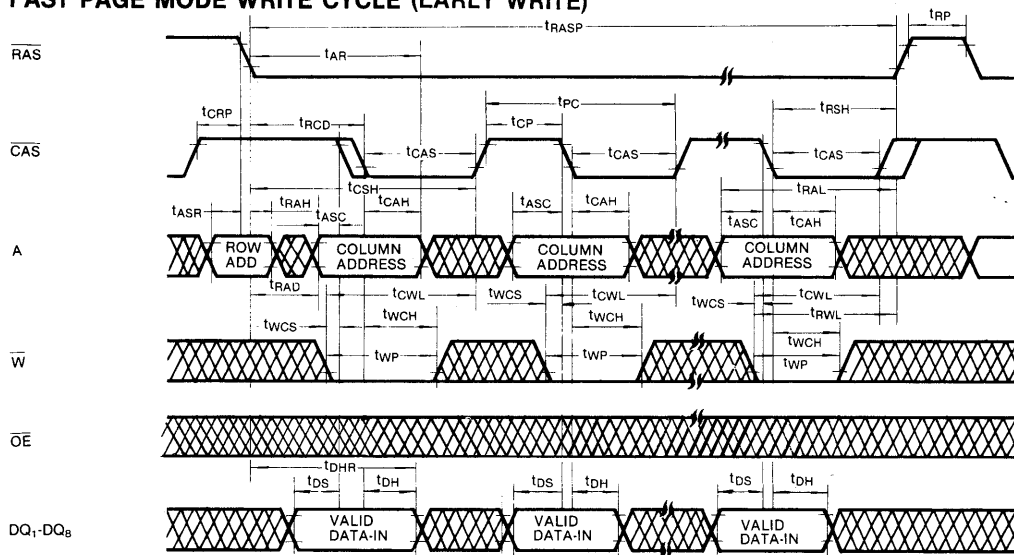 FAST PAGE MODE WRITE CYCLE (EARLY WRITE)
tRASP
tRP
RAS
tAR
tPC
tRSH
tCRP
tRCD
tCP
CAS
tCAS
tCAS
tCAS
tCSH
tRAL
tASR
tRAH
tASC
tCAH
tASC
tCAH
tASC
tCAH
A
ROW ADD
COLUMN ADDRESS
COLUMN ADDRESS
COLUMN ADDRESS
tRAD
tCWL
tWCS
tCWL
tWCS
tCWL
tRWL
tWCS
tWCH
tWCH
tWCH
W
tWP
tWP
tWP
OE
tDHR
tDS
tDH
tDS
tDH
tDS
tDH
DQ1-DQ8
VALID DATA-IN
VALID DATA-IN
VALID DATA-IN